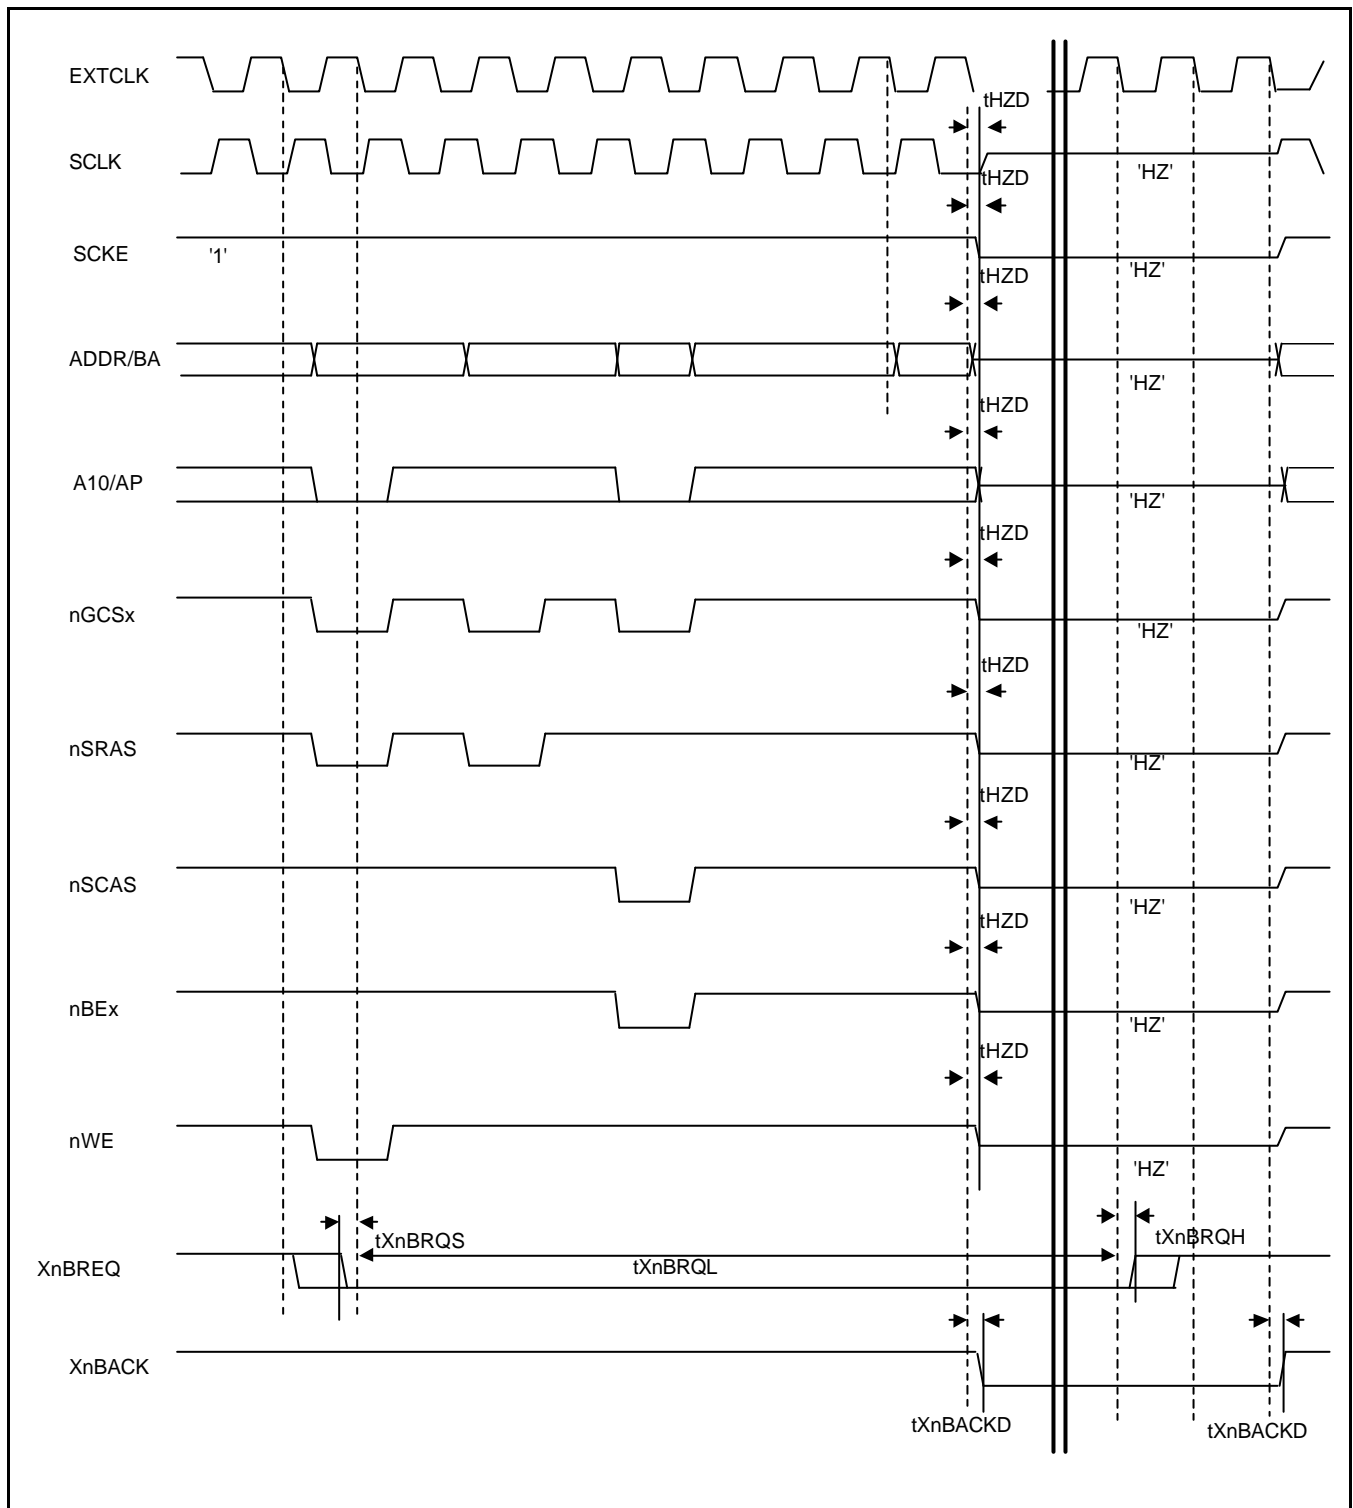 EXTCLK
tHZD
SCLK
'HZ'
tHZD
SCKE
'1'
'HZ'
tHZD
ADDR/BA
'HZ'
tHZD
A10/AP
'HZ'
tHZD
nGCSx
'HZ'
tHZD
nSRAS
'HZ'
tHZD
nSCAS
'HZ'
tHZD
nBEx
'HZ'
tHZD
nWE
'HZ'
tXnBRQS
tXnBRQH
XnBREQ
tXnBRQL
XnBACK
tXnBACKD
tXnBACKD